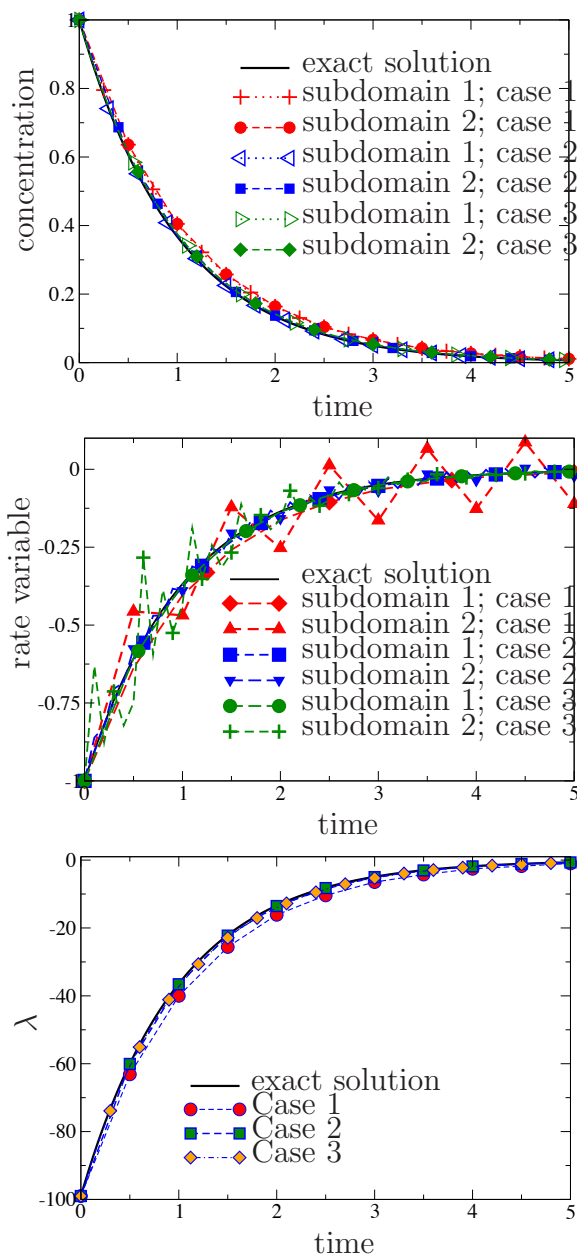 1
0.8
0.6
0.4
0.2
0
0 1 2 3 4 5
concentration
time
exact solution
subdomain 1; case 1
subdomain 2; case 1
subdomain 1; case 2
subdomain 2; case 2
subdomain 1; case 3
subdomain 2; case 3
0
-0.25
-0.5
-0.75
-1
0 1 2 3 4 5
rate variable
time
exact solution
subdomain 1; case 1
subdomain 2; case 1
subdomain 1; case 2
subdomain 2; case 2
subdomain 1; case 3
subdomain 2; case 3
0
-20
-40
-60
-80
-100
0 1 2 3 4 5
λ
time
exact solution
Case 1
Case 2
Case 3